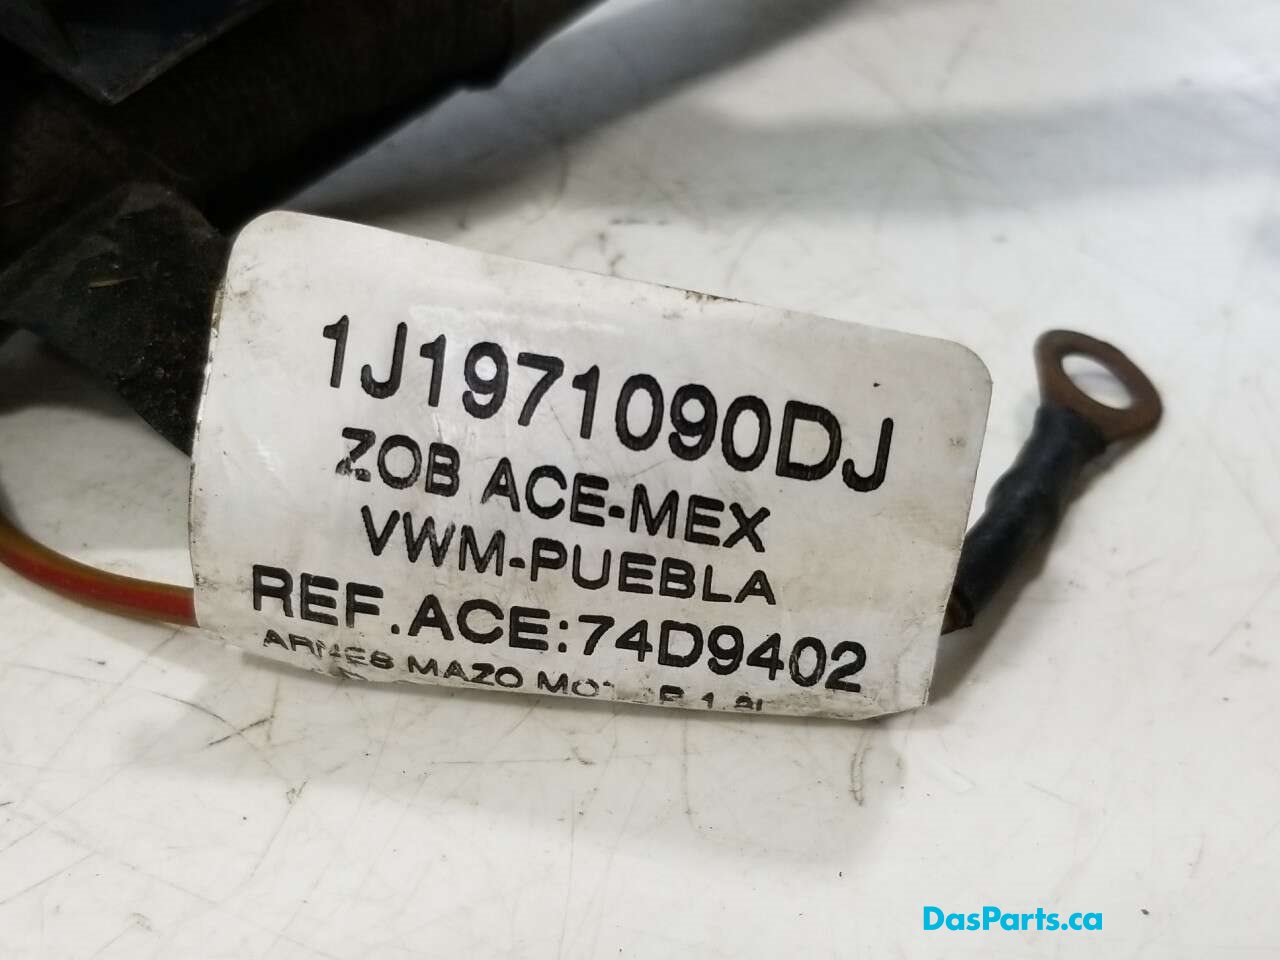 1J1971090DJ
ZOB ACE-MEX
VWM-PUEBLA
REF.ACE:74D9402
MAZO
DasParts.ca